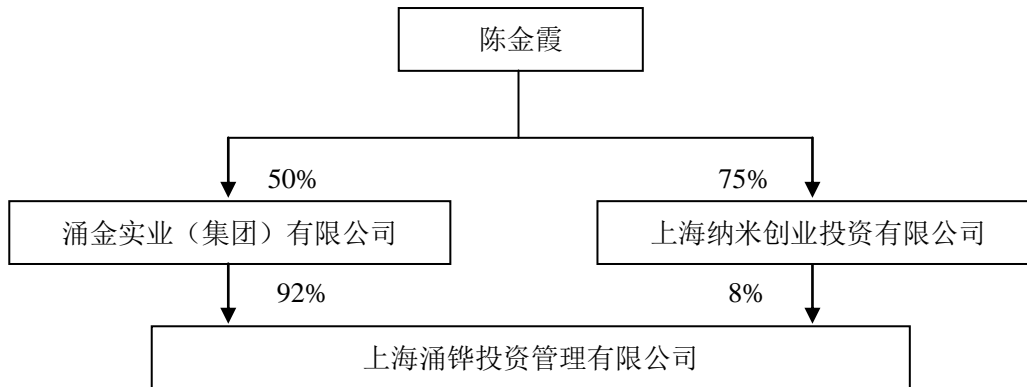 陈金霞
50%
75%
涌金实业（集团）有限公司
上海纳米创业投资有限公司
92%
8%
上海涌铧投资管理有限公司